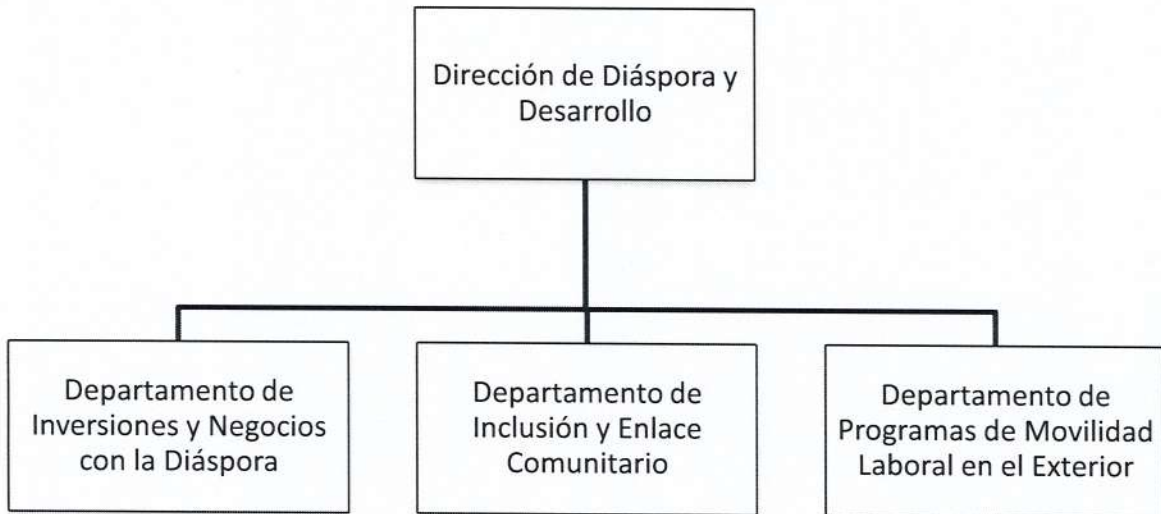 Dirección de Diáspora y
Desarrollo
Departamento de
Inversiones y Negocios
con la Diáspora
Departamento de
Inclusión y Enlace
Comunitario
Departamento de
Programas de Movilidad
Laboral en el Exterior